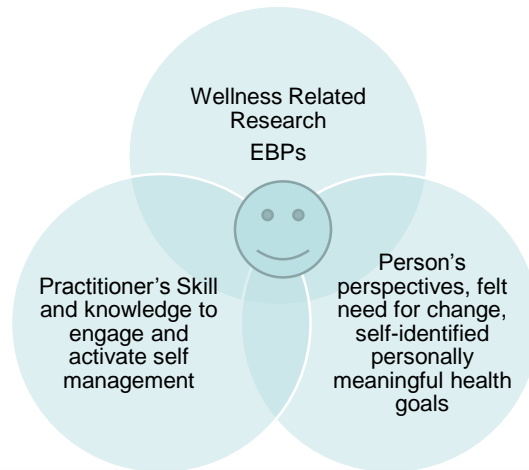 Wellness Related
Research
EBPs
Practitioner’s Skill
and knowledge to
engage and
activate self
management
Person’s
perspectives, felt
need for change,
self-identified
personally
meaningful health
goals